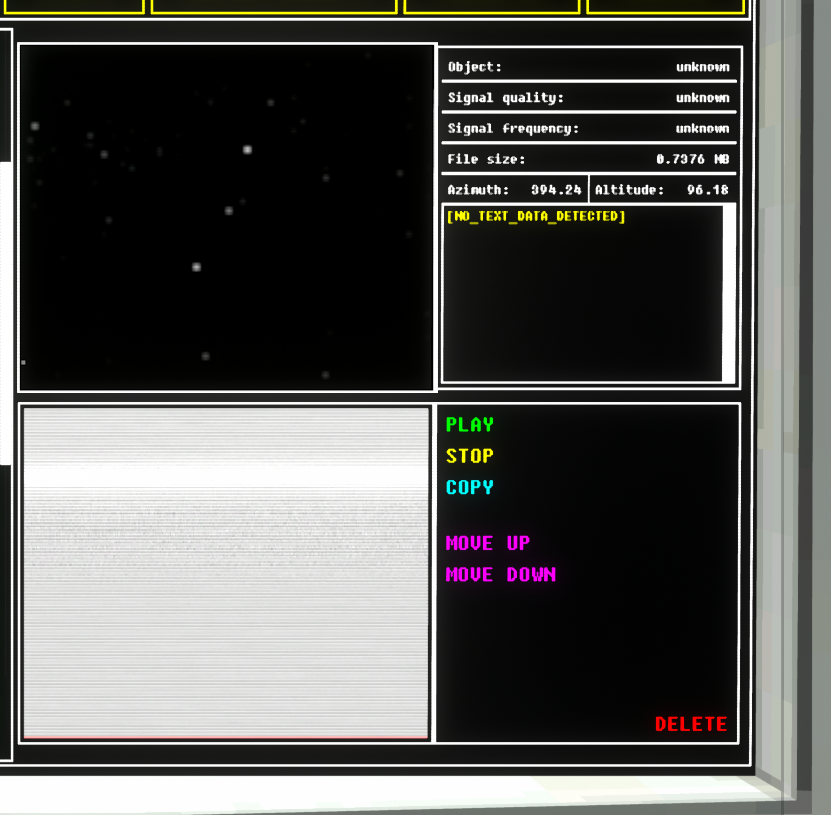 Object: unknown
Signal quality: unknown
Signal frequency: unknown
File size: 0.7376 MB
Azimuth: 394.24 Altitude: 96.18
[NO_TEXT_DATA_DETECTED]
PLAY
STOP
COPY
MOVE UP
MOVE DOWN
DELETE